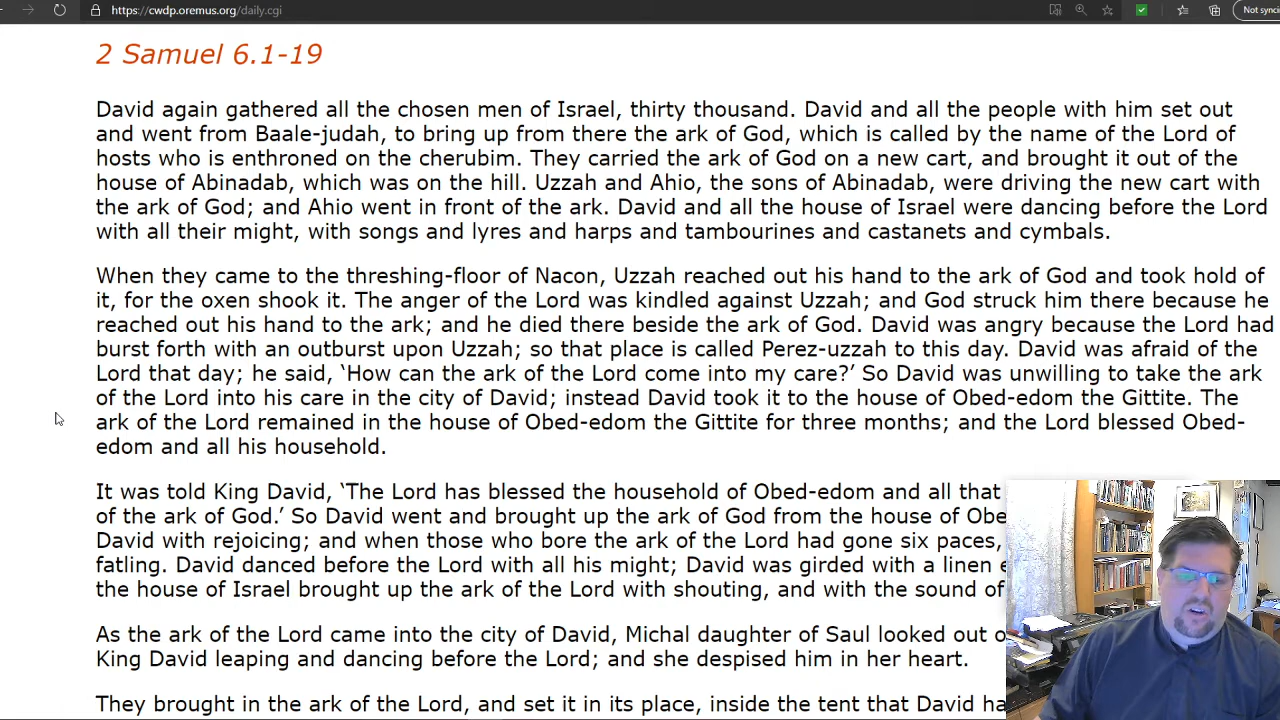 https://cwdp.oremus.org/daily.cgi
Not synci
2 Samuel 6.1-19
David again gathered all the chosen men of Israel, thirty thousand. David and all the people with him set out
and went from Baale-judah, to bring up from there the ark of God, which is called by the name of the Lord of
hosts who is enthroned on the cherubim. They carried the ark of God on a new cart, and brought it out of the
house of Abinadab, which was on the hill. Uzzah and Ahio, the sons of Abinadab, were driving the new cart with
the ark of God; and Ahio went in front of the ark. David and all the house of Israel were dancing before the Lord
with all their might, with songs and lyres and harps and tambourines and castanets and cymbals.
When they came to the threshing-floor of Nacon, Uzzah reached out his hand to the ark of God and took hold of
it, for the oxen shook it. The anger of the Lord was kindled against Uzzah; and God struck him there because he
reached out his hand to the ark; and he died there beside the ark of God. David was angry because the Lord had
burst forth with an outburst upon Uzzah; so that place is called Perez-uzzah to this day. David was afraid of the
Lord that day; he said, ‘How can the ark of the Lord come into my care?’ So David was unwilling to take the ark
of the Lord into his care in the city of David; instead David took it to the house of Obed-edom the Gittite. The
ark of the Lord remained in the house of Obed-edom the Gittite for three months; and the Lord blessed Obed-
edom and all his household.
It was told King David, ‘The Lord has blessed the household of Obed-edom and all that
of the ark of God.’ So David went and brought up the ark of God from the house of Obe
David with rejoicing; and when those who bore the ark of the Lord had gone six paces,
fatling. David danced before the Lord with all his might; David was girded with a linen e
the house of Israel brought up the ark of the Lord with shouting, and with the sound of
As the ark of the Lord came into the city of David, Michal daughter of Saul looked out o
King David leaping and dancing before the Lord; and she despised him in her heart.
They brought in the ark of the Lord, and set it in its place, inside the tent that David ha